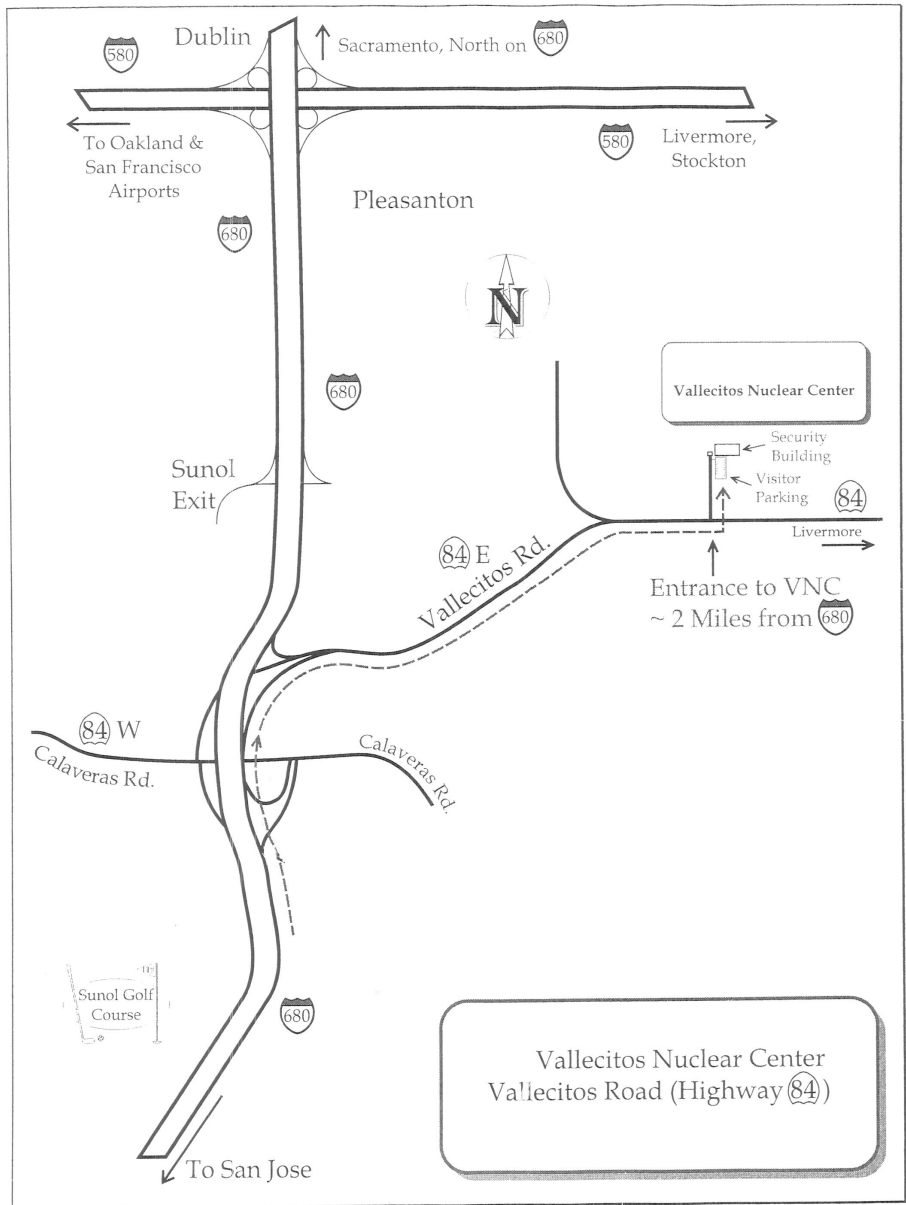 Dublin
580
Sacramento, North on 680
To Oakland &
San Francisco
Airports
580
Livermore,
Stockton
680
Pleasanton
N
680
Vallecitos Nuclear Center
Security
Building
Visitor
Parking
84
Livermore
Sunol
Exit
84 E
Vallecitos Rd.
Entrance to VNC
~ 2 Miles from 680
84 W
Calaveras Rd.
Calaveras Rd.
Sunol Golf
Course
680
Vallecitos Nuclear Center
Vallecitos Road (Highway 84)
To San Jose